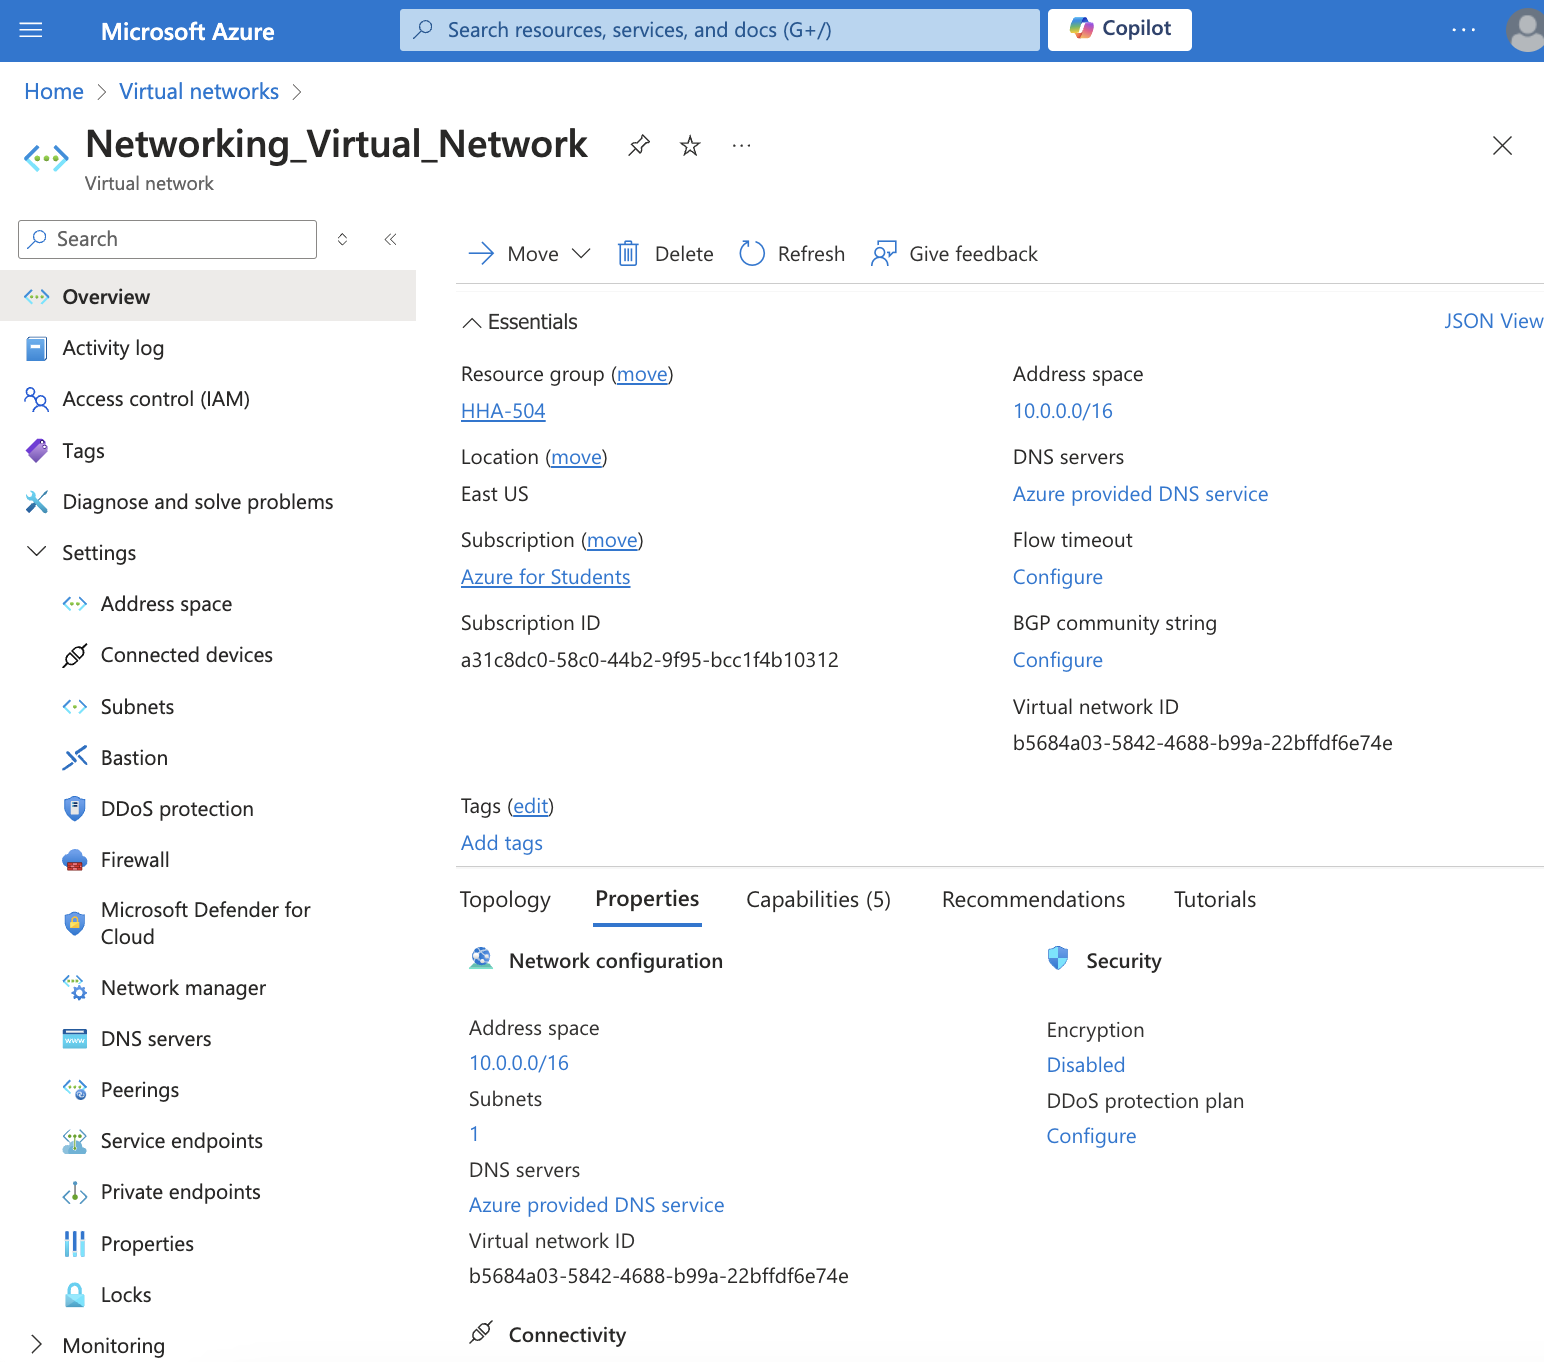 Microsoft Azure
Search resources, services, and docs (G+/)
Copilot
Home
Virtual networks
Networking_Virtual_Network
Virtual network
Search
Overview
Activity log
Access control (IAM)
Tags
Diagnose and solve problems
Settings
Address space
Connected devices
Subnets
Bastion
DDoS protection
Firewall
Microsoft Defender for
Cloud
Network manager
DNS servers
Peerings
Service endpoints
Private endpoints
Properties
Locks
Monitoring
Move
Delete
Refresh
Give feedback
Essentials
JSON View
Resource group (move)
HHA-504
Location (move)
East US
Subscription (move)
Azure for Students
Subscription ID
a31c8dc0-58c0-44b2-9f95-bcc1f4b10312
Address space
10.0.0.0/16
DNS servers
Azure provided DNS service
Flow timeout
Configure
BGP community string
Configure
Virtual network ID
b5684a03-5842-4688-b99a-22bffdf6e74e
Tags (edit)
Add tags
Topology
Properties
Capabilities (5)
Recommendations
Tutorials
Network configuration
Address space
10.0.0.0/16
Subnets
1
DNS servers
Azure provided DNS service
Virtual network ID
b5684a03-5842-4688-b99a-22bffdf6e74e
Connectivity
Security
Encryption
Disabled
DDoS protection plan
Configure